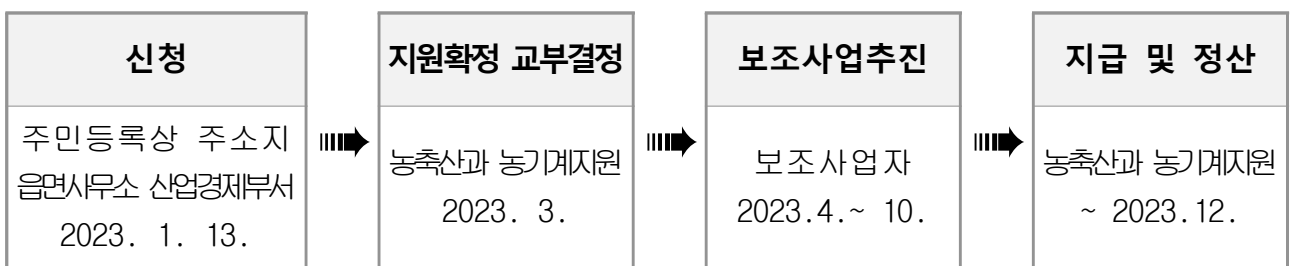 신청
주민등록상 주소지
읍면사무소 산업경제부서
2023. 1. 13.
지원확정 교부결정
농축산과 농기계지원
2023. 3.
보조사업추진
보조사업자
2023.4.~ 10.
지급 및 정산
농축산과 농기계지원
~ 2023.12.